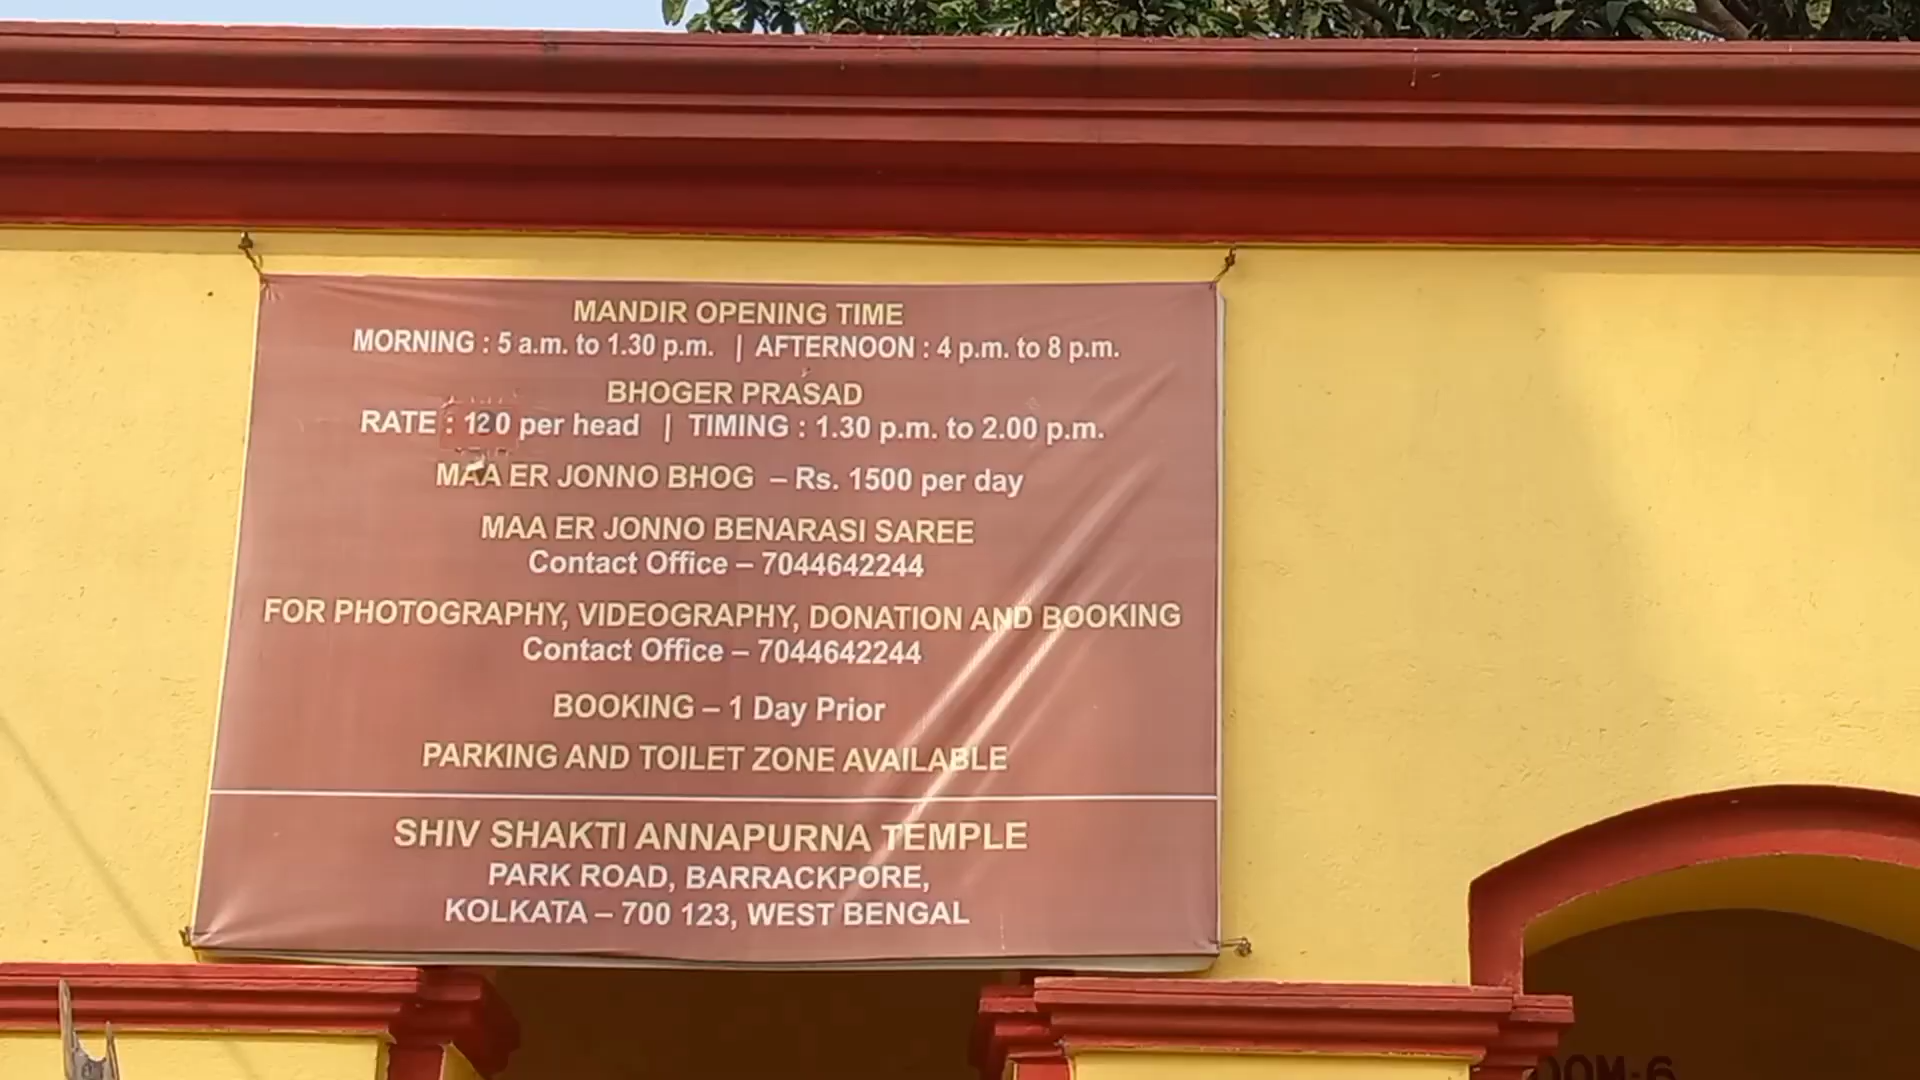 MANDIR OPENING TIME
MORNING : 5 a.m. to 1.30 p.m. | AFTERNOON : 4 p.m. to 8 p.m.
BHOGER PRASAD
RATE : 120 per head | TIMING : 1.30 p.m. to 2.00 p.m.
MAA ER JONNO BHOG – Rs. 1500 per day
MAA ER JONNO BENARASI SAREE
Contact Office – 7044642244
FOR PHOTOGRAPHY, VIDEOGRAPHY, DONATION AND BOOKING
Contact Office – 7044642244
BOOKING – 1 Day Prior
PARKING AND TOILET ZONE AVAILABLE
SHIV SHAKTI ANNAPURNA TEMPLE
PARK ROAD, BARRACKPORE,
KOLKATA – 700 123, WEST BENGAL